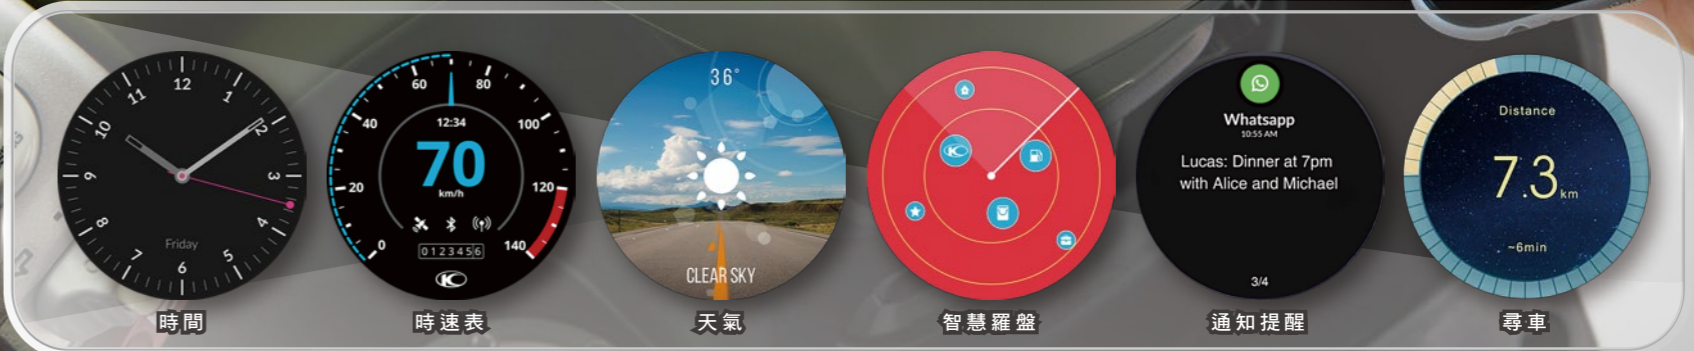 12
1
2
3
4
5
6
7
8
9
10
11
Friday
時間
0
20
40
60
80
100
120
140
12:34
70
km/h
0123456
時速表
36°
CLEAR SKY
天氣
智慧羅盤
Whatsapp
10:55 AM
Lucas: Dinner at 7pm
with Alice and Michael
3/4
通知提醒
Distance
7.3 km
~6min
尋車